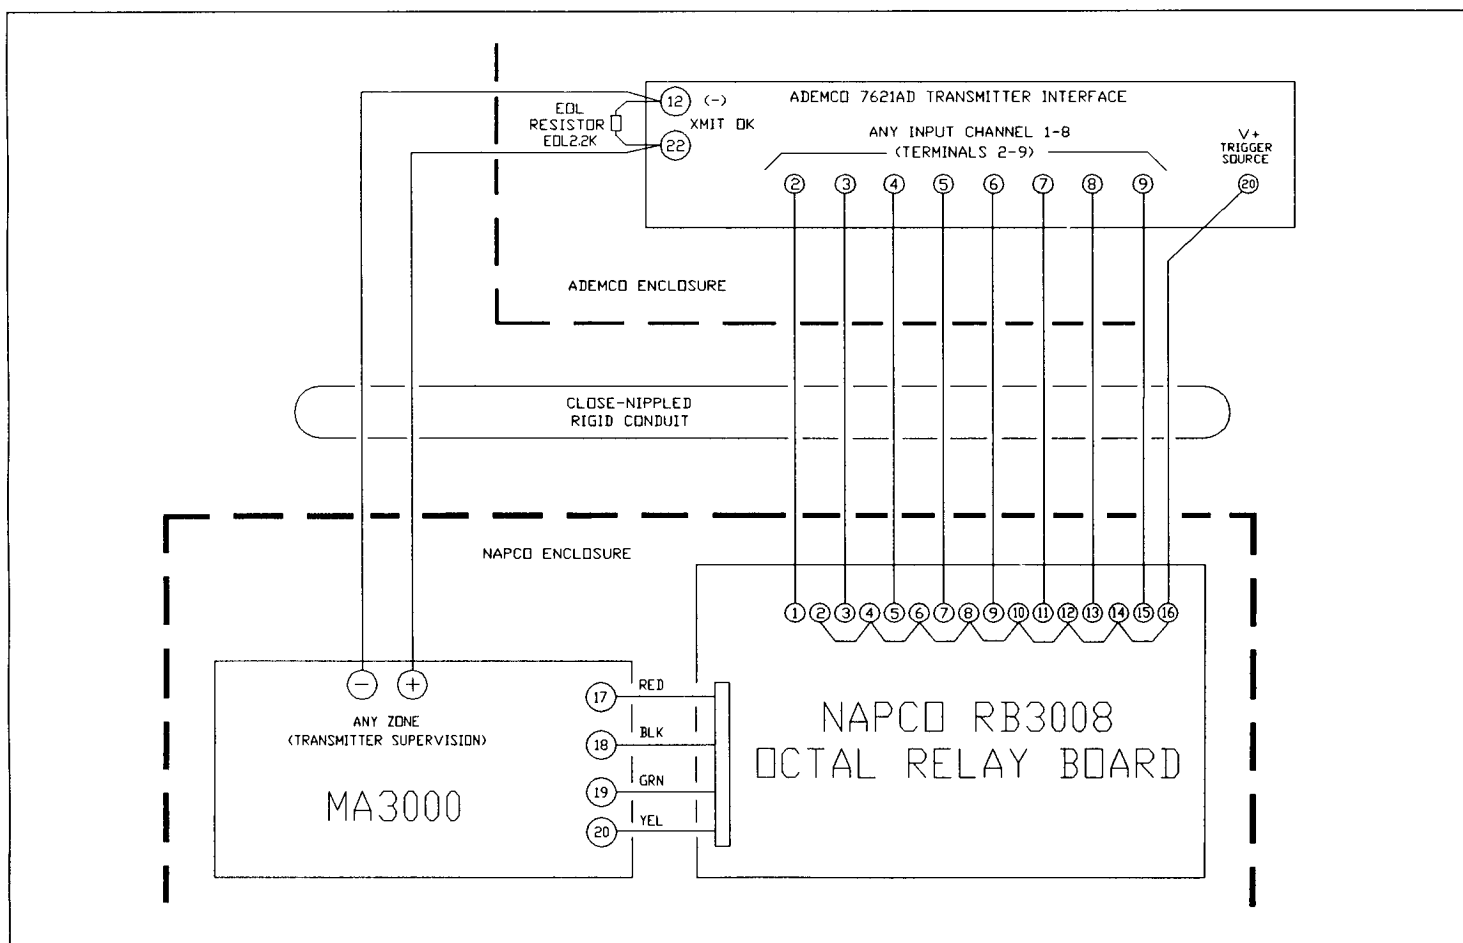 ADEMCO 7621AD TRANSMITTER INTERFACE
12 (-)
XMIT OK
22
EOL
RESISTOR
EOL2.2K
ANY INPUT CHANNEL 1-8
(TERMINALS 2-9)
V+
TRIGGER
SOURCE
2 3 4 5 6 7 8 9 20
ADEMCO ENCLOSURE
CLOSE-NIPPLED
RIGID CONDUIT
NAPCO ENCLOSURE
1 2 3 4 5 6 7 8 9 10 11 12 13 14 15 16
- +
ANY ZONE
(TRANSMITTER SUPERVISION)
MA3000
17 RED
18 BLK
19 GRN
20 YEL
NAPCO RB3008
OCTAL RELAY BOARD